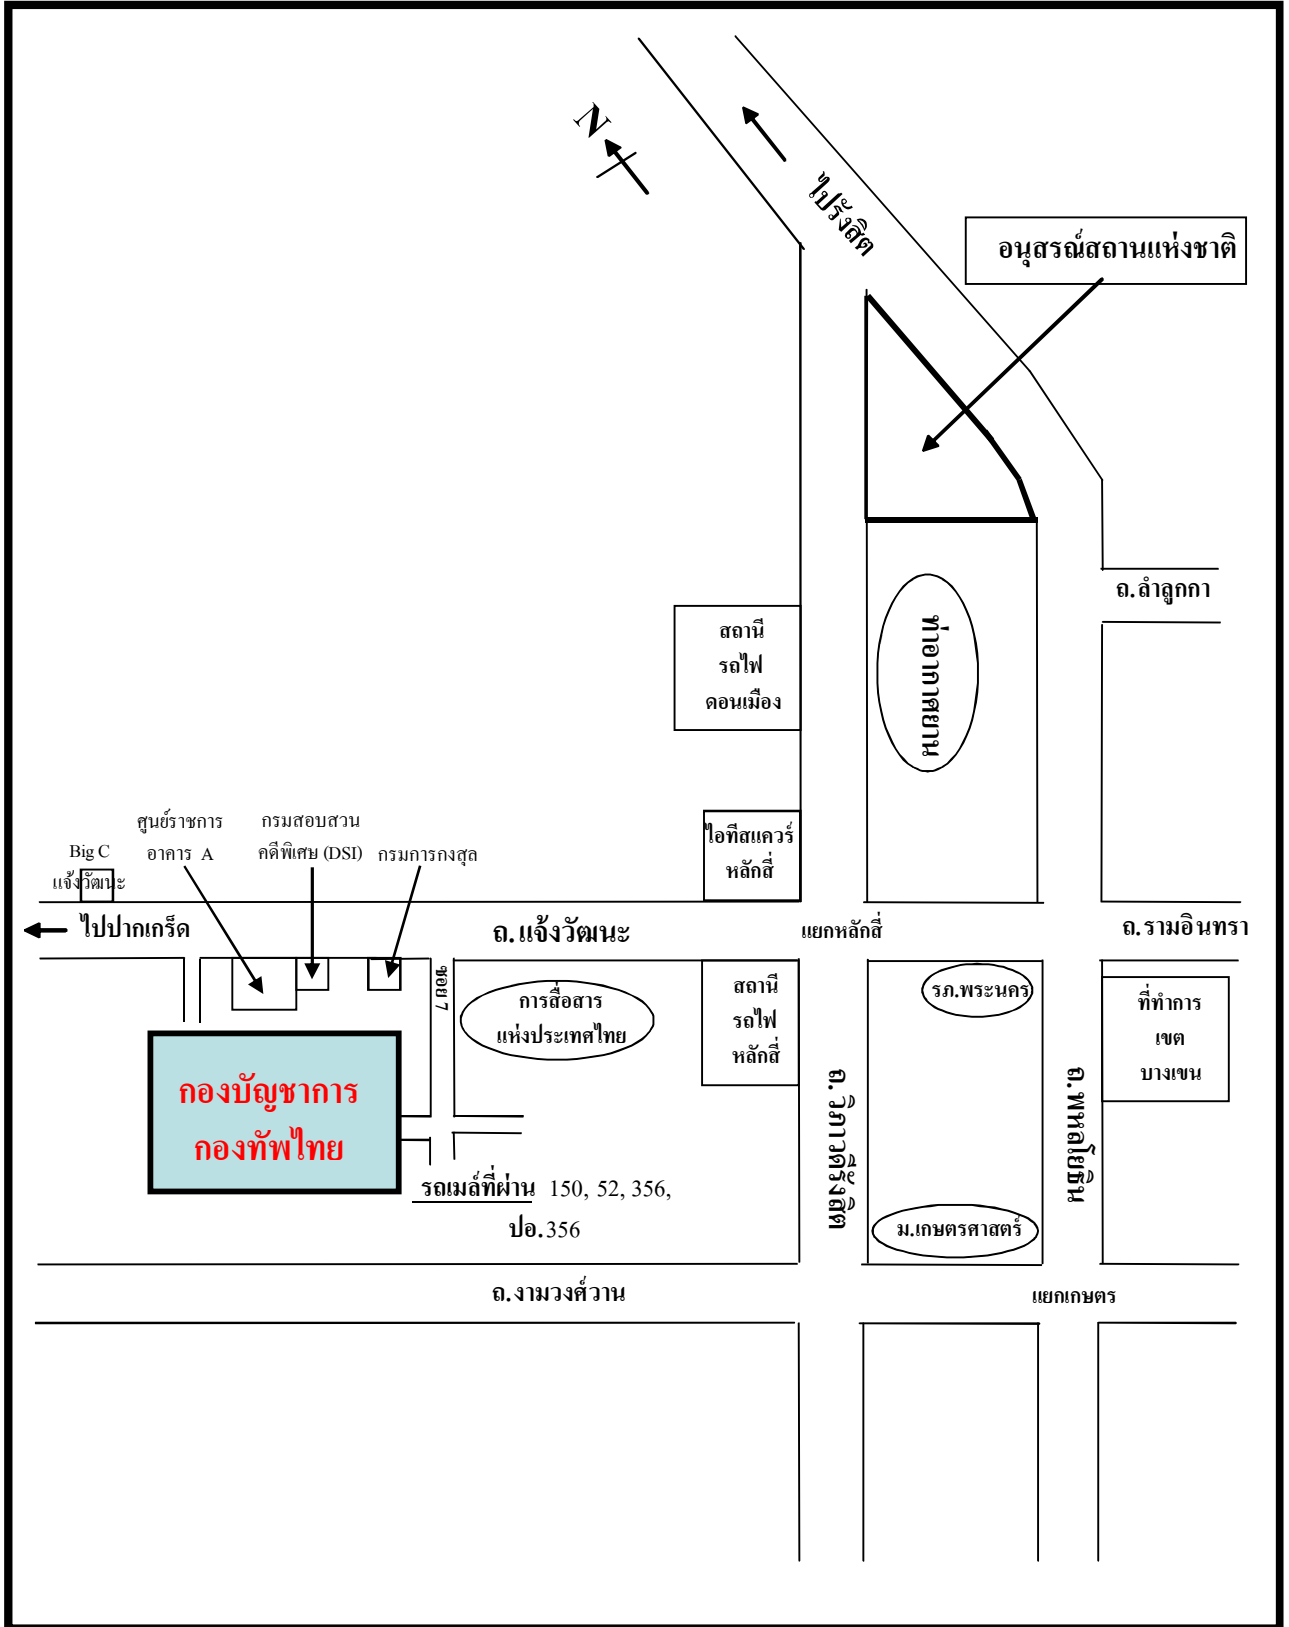 N
ไปรังสิต
อนุสรณ์สถานแห่งชาติ
ถ.ลำลูกกา
ท่าอากาศยาน
สถานี
รถไฟ
ดอนเมือง
ไอทีสแควร์
หลักสี่
ศูนย์ราชการ
อาคาร A
กรมสอบสวน
คดีพิเศษ (DSI)
กรมการกงสุล
Big C
แจ้งวัฒนะ
ไปปากเกร็ด
ถ.แจ้งวัฒนะ
แยกหลักสี่
ถ.รามอินทรา
ซอย 7
การสื่อสาร
แห่งประเทศไทย
สถานี
รถไฟ
หลักสี่
รภ.พระนคร
ที่ทำการ
เขต
บางเขน
กองบัญชาการ
กองทัพไทย
ถ.วิภาวดีรังสิต
ถ.พหลโยธิน
รถเมล์ที่ผ่าน 150, 52, 356,
ปอ.356
ม.เกษตรศาสตร์
ถ.งามวงศ์วาน
แยกเกษตร